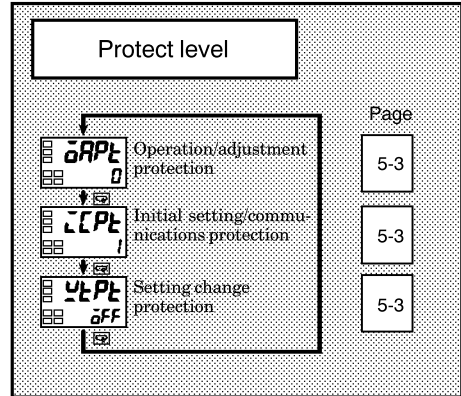 Protect level
Page
oAPt
0
Operation/adjustment
protection
5-3
iCPt
1
Initial setting/commu-
nications protection
5-3
WtPt
oFF
Setting change
protection
5-3